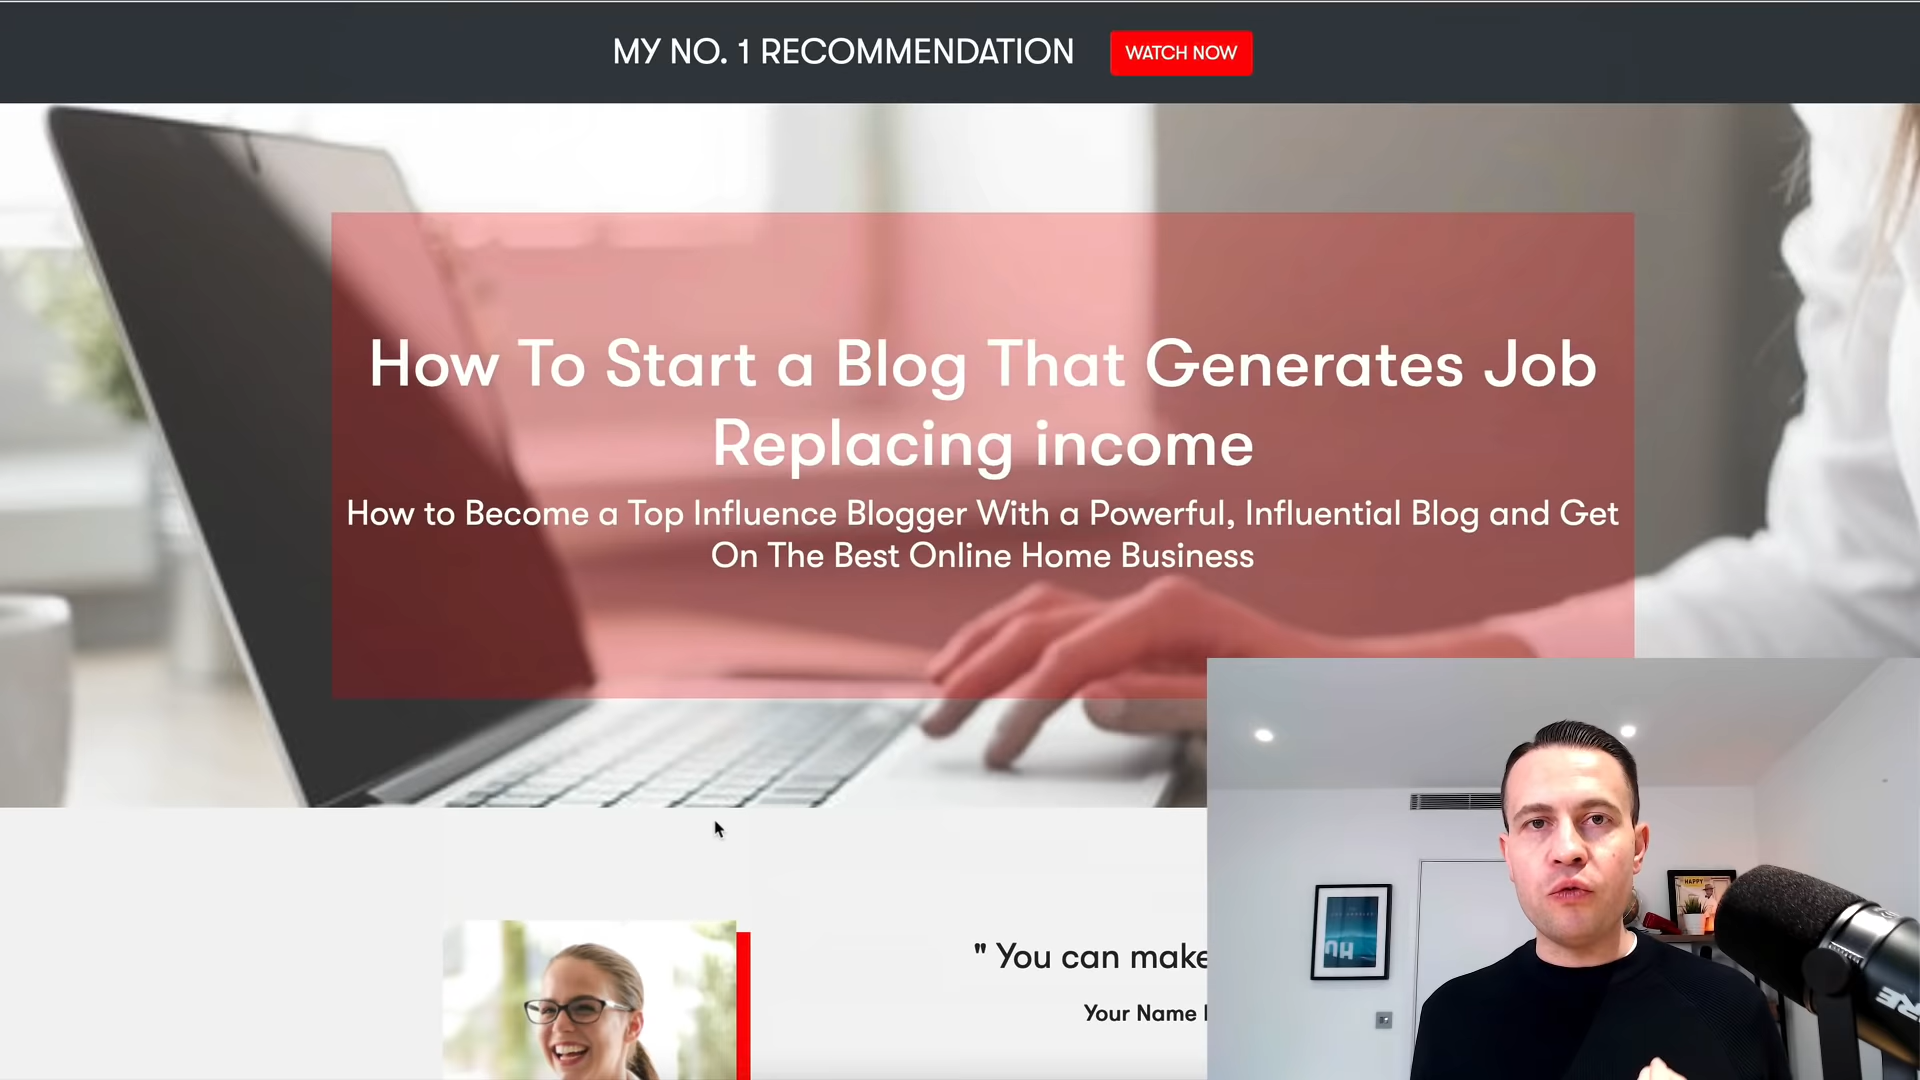 MY NO. 1 RECOMMENDATION WATCH NOW
How To Start a Blog That Generates Job
Replacing income
How to Become a Top Influence Blogger With a Powerful, Influential Blog and Get
On The Best Online Home Business
" You can make
Your Name
HAPPY